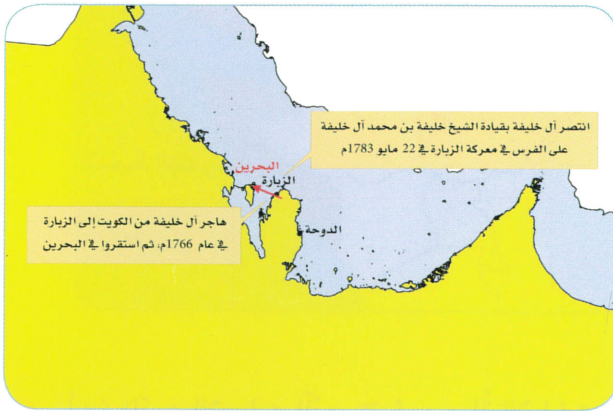 انتصر آل خليفة بقيادة الشيخ خليفة بن محمد آل خليفة
على الفرس في معركة الزبارة في 22 مايو 1783م
البحرين
الزبارة
هاجر آل خليفة من الكويت إلى الزبارة
في عام 1766م، ثم استقروا في البحرين
الدوحة